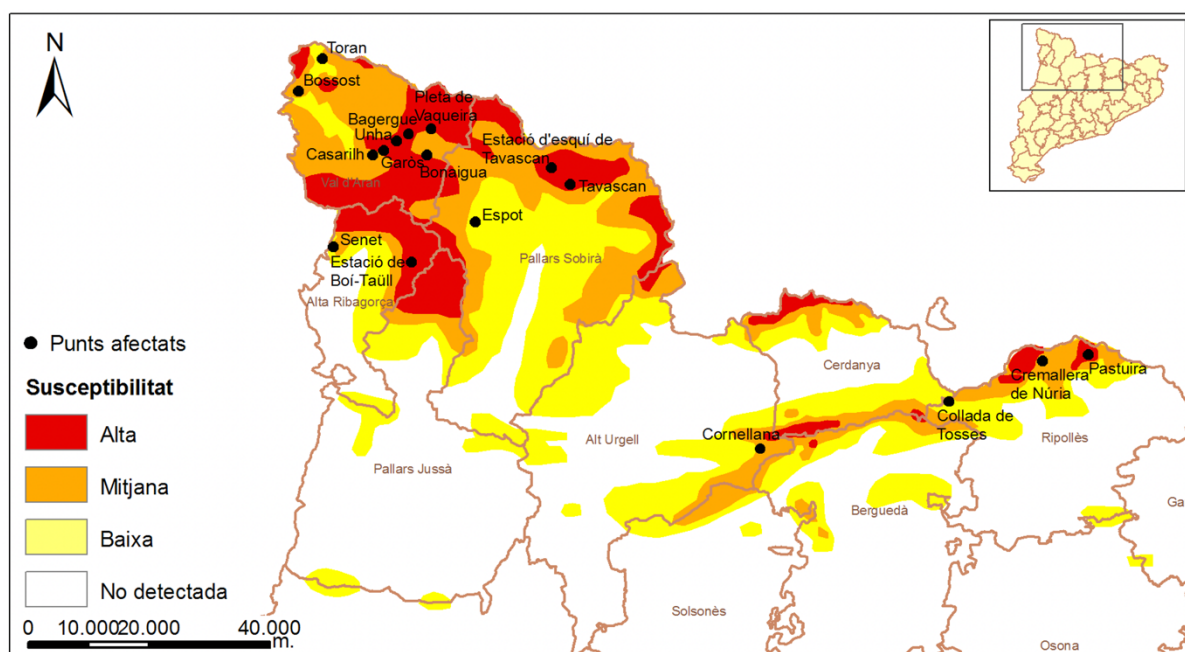 N
Toran
Bossost
Pleta de
Vaqueira
Bagergue
Unha
Estació d'esquí de
Tavascan
Casarilh
Garòs
Bonaigua
Val d'Aran
Tavascan
Espot
Senet
Pallars Sobirà
Estació de
Boí-Taüll
Alta Ribagorça
Punts afectats
Susceptibilitat
Alta
Mitjana
Baixa
No detectada
0 10.000 20.000 40.000
m.
Cerdanya
Pastuira
Cremallera
de Núria
Collada de
Tosses
Ripollès
Cornellana
Alt Urgell
Pallars Jussà
Berguedà
Ga
Solsonès
Osona